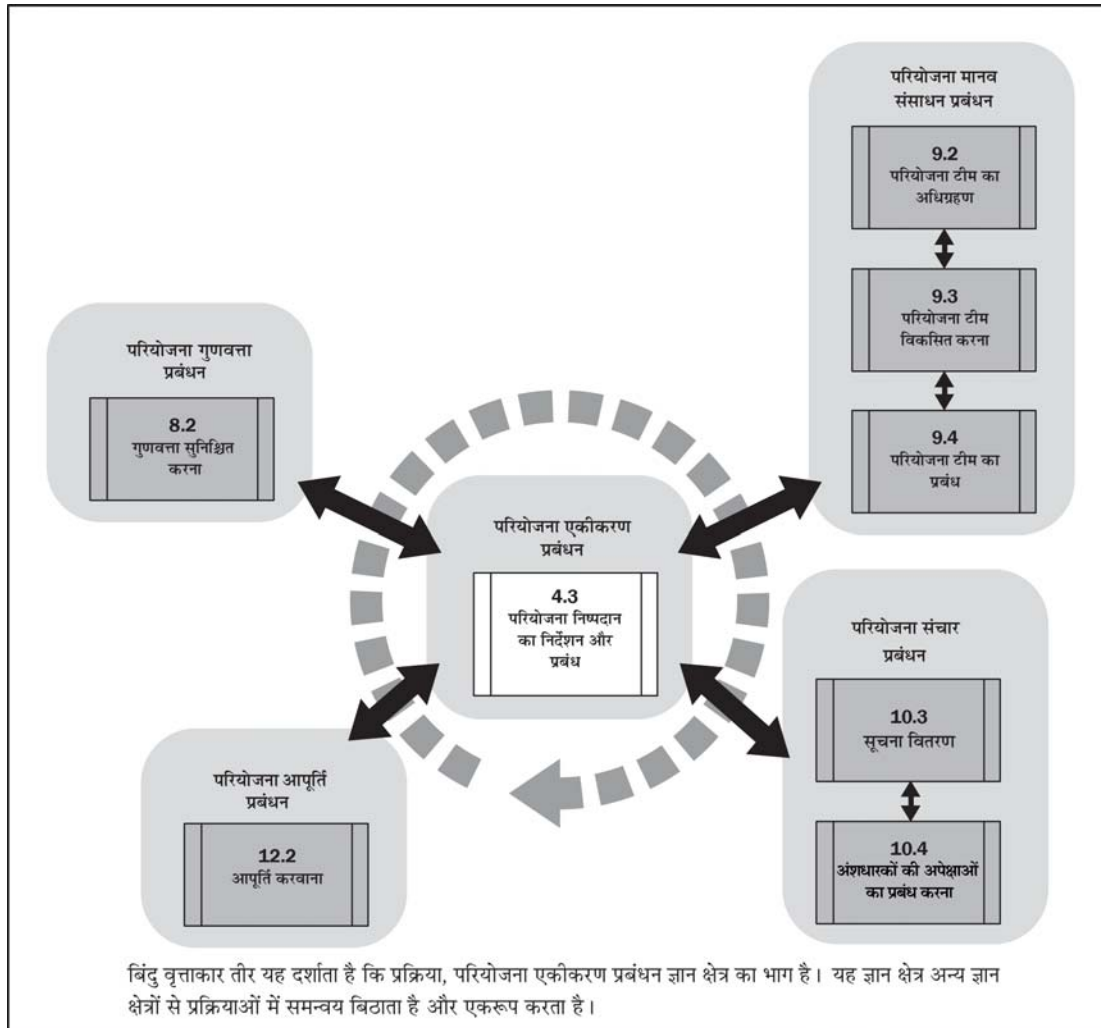 परियोजना मानव
संसाधन प्रबंधन
9.2
परियोजना टीम का
अधिग्रहण
9.3
परियोजना टीम
विकसित करना
9.4
परियोजना टीम का
प्रबंध
परियोजना गुणवत्ता
प्रबंधन
8.2
गुणवत्ता सुनिश्चित
करना
परियोजना एकीकरण
प्रबंधन
4.3
परियोजना निष्पदान
का निर्देशन और
प्रबंध
परियोजना संचार
प्रबंधन
10.3
सूचना वितरण
10.4
अंशधारकों की अपेक्षाओं
का प्रबंध करना
परियोजना आपूर्ति
प्रबंधन
12.2
आपूर्ति करवाना
बिंदु वृत्ताकार तीर यह दर्शाता है कि प्रक्रिया, परियोजना एकीकरण प्रबंधन ज्ञान क्षेत्र का भाग है। यह ज्ञान क्षेत्र अन्य ज्ञान
क्षेत्रों से प्रक्रियाओं में समन्वय बिठाता है और एकरूप करता है।